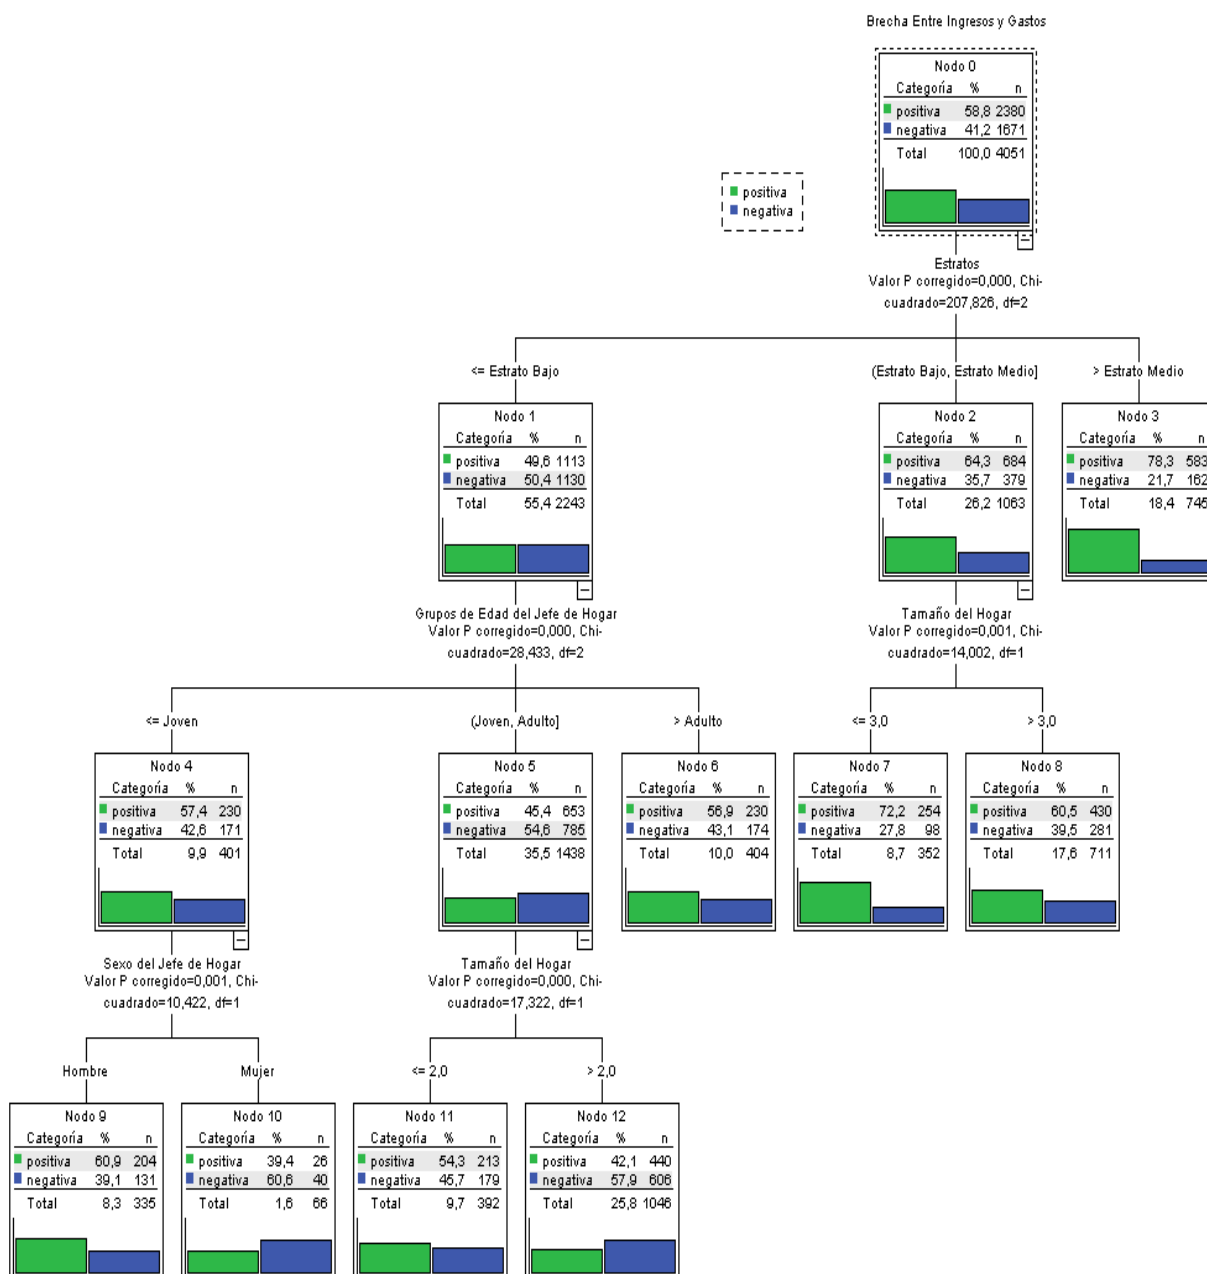 Brecha Entre Ingresos y Gastos
Nodo 0
Categoría % n
positiva 58,8 2380
negativa 41,2 1671
Total 100,0 4051
positiva
negativa
Estratos
Valor P corregido=0,000, Chi-
cuadrado=207,826, df=2
<= Estrato Bajo
(Estrato Bajo, Estrato Medio]
> Estrato Medio
Nodo 1
Categoría % n
positiva 49,6 1113
negativa 50,4 1130
Total 55,4 2243
Nodo 2
Categoría % n
positiva 64,3 684
negativa 35,7 379
Total 26,2 1063
Nodo 3
Categoría % n
positiva 78,3 583
negativa 21,7 162
Total 18,4 745
Grupos de Edad del Jefe de Hogar
Valor P corregido=0,000, Chi-
cuadrado=28,433, df=2
Tamaño del Hogar
Valor P corregido=0,001, Chi-
cuadrado=14,002, df=1
<= Joven
(Joven, Adulto]
> Adulto
<= 3,0
> 3,0
Nodo 4
Categoría % n
positiva 57,4 230
negativa 42,6 171
Total 9,9 401
Nodo 5
Categoría % n
positiva 45,4 653
negativa 54,6 785
Total 35,5 1438
Nodo 6
Categoría % n
positiva 56,9 230
negativa 43,1 174
Total 10,0 404
Nodo 7
Categoría % n
positiva 72,2 254
negativa 27,8 98
Total 8,7 352
Nodo 8
Categoría % n
positiva 60,5 430
negativa 39,5 281
Total 17,6 711
Sexo del Jefe de Hogar
Valor P corregido=0,001, Chi-
cuadrado=10,422, df=1
Tamaño del Hogar
Valor P corregido=0,000, Chi-
cuadrado=17,322, df=1
Hombre
Mujer
<= 2,0
> 2,0
Nodo 9
Categoría % n
positiva 60,9 204
negativa 39,1 131
Total 8,3 335
Nodo 10
Categoría % n
positiva 39,4 26
negativa 60,6 40
Total 1,6 66
Nodo 11
Categoría % n
positiva 54,3 213
negativa 45,7 179
Total 9,7 392
Nodo 12
Categoría % n
positiva 42,1 440
negativa 57,9 606
Total 25,8 1046